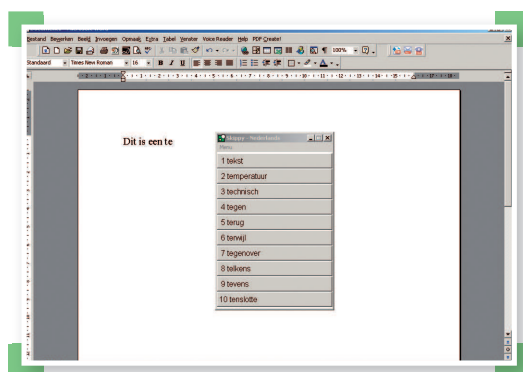 Bestand Bewerken Beeld Invoegen Opmaak Extra Tabel Venster Voice Reader Help PDF Create!
100%
Standaard Times New Roman 16 B I U
Dit is een te
Skippy - Nederlands
Menu
1 tekst
2 temperatuur
3 technisch
4 tegen
5 terug
6 terwijl
7 tegenover
8 telkens
9 tevens
10 tenslotte